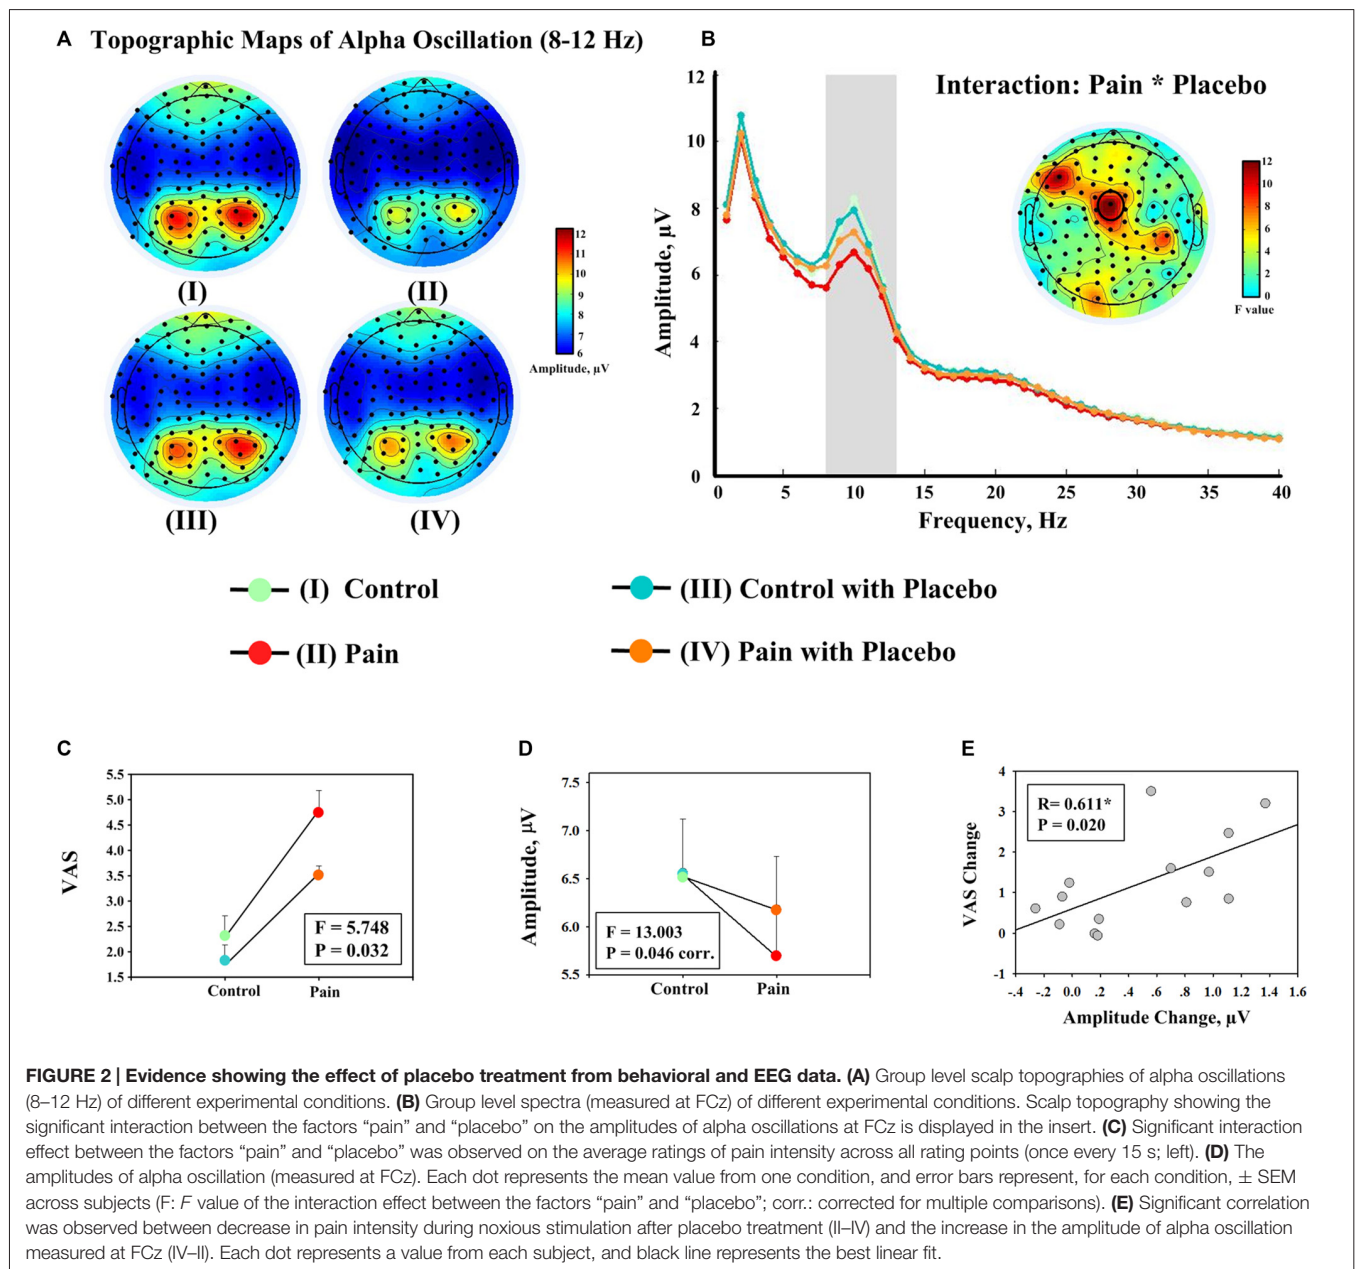 A Topographic Maps of Alpha Oscillation (8-12 Hz)
(I)
(II)
(III)
(IV)
12
11
10
9
8
7
6
Amplitude, µV
B
Interaction: Pain * Placebo
12
10
8
6
4
2
0
Amplitude, µV
0 5 10 15 20 25 30 35 40
Frequency, Hz
12
10
8
6
4
2
0
F value
(I) Control
(II) Pain
(III) Control with Placebo
(IV) Pain with Placebo
C
5.5
5.0
4.5
4.0
3.5
3.0
2.5
2.0
1.5
VAS
F = 5.748
P = 0.032
Control Pain
D
7.5
7.0
6.5
6.0
5.5
Amplitude, µV
F = 13.003
P = 0.046 corr.
Control Pain
E
4
3
2
1
0
-1
VAS Change
R= 0.611*
P = 0.020
-.4 -.2 0.0 .2 .4 .6 .8 1.0 1.2 1.4 1.6
Amplitude Change, µV
FIGURE 2 | Evidence showing the effect of placebo treatment from behavioral and EEG data. (A) Group level scalp topographies of alpha oscillations
(8–12 Hz) of different experimental conditions. (B) Group level spectra (measured at FCz) of different experimental conditions. Scalp topography showing the
significant interaction between the factors “pain” and “placebo” on the amplitudes of alpha oscillations at FCz is displayed in the insert. (C) Significant interaction
effect between the factors “pain” and “placebo” was observed on the average ratings of pain intensity across all rating points (once every 15 s; left). (D) The
amplitudes of alpha oscillation (measured at FCz). Each dot represents the mean value from one condition, and error bars represent, for each condition, ± SEM
across subjects (F: F value of the interaction effect between the factors “pain” and “placebo”; corr.: corrected for multiple comparisons). (E) Significant correlation
was observed between decrease in pain intensity during noxious stimulation after placebo treatment (II–IV) and the increase in the amplitude of alpha oscillation
measured at FCz (IV–II). Each dot represents a value from each subject, and black line represents the best linear fit.